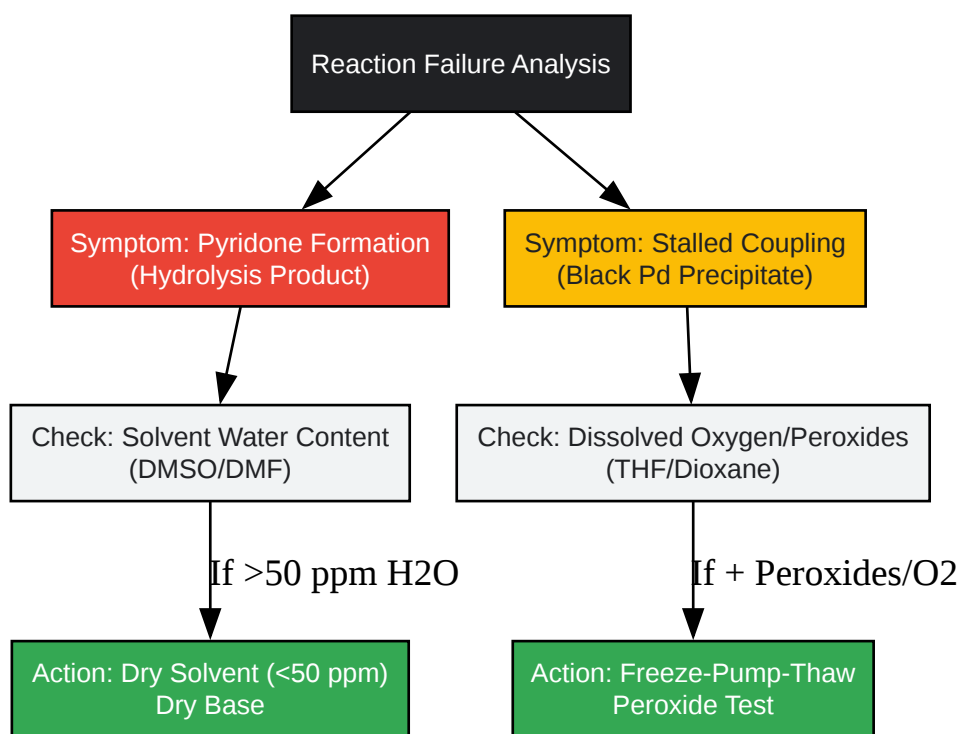 Reaction Failure Analysis
Symptom: Pyridone Formation
(Hydrolysis Product)
Symptom: Stalled Coupling
(Black Pd Precipitate)
Check: Solvent Water Content
(DMSO/DMF)
Check: Dissolved Oxygen/Peroxides
(THF/Dioxane)
If >50 ppm H2O
If + Peroxides/O2
Action: Dry Solvent (<50 ppm)
Dry Base
Action: Freeze-Pump-Thaw
Peroxide Test